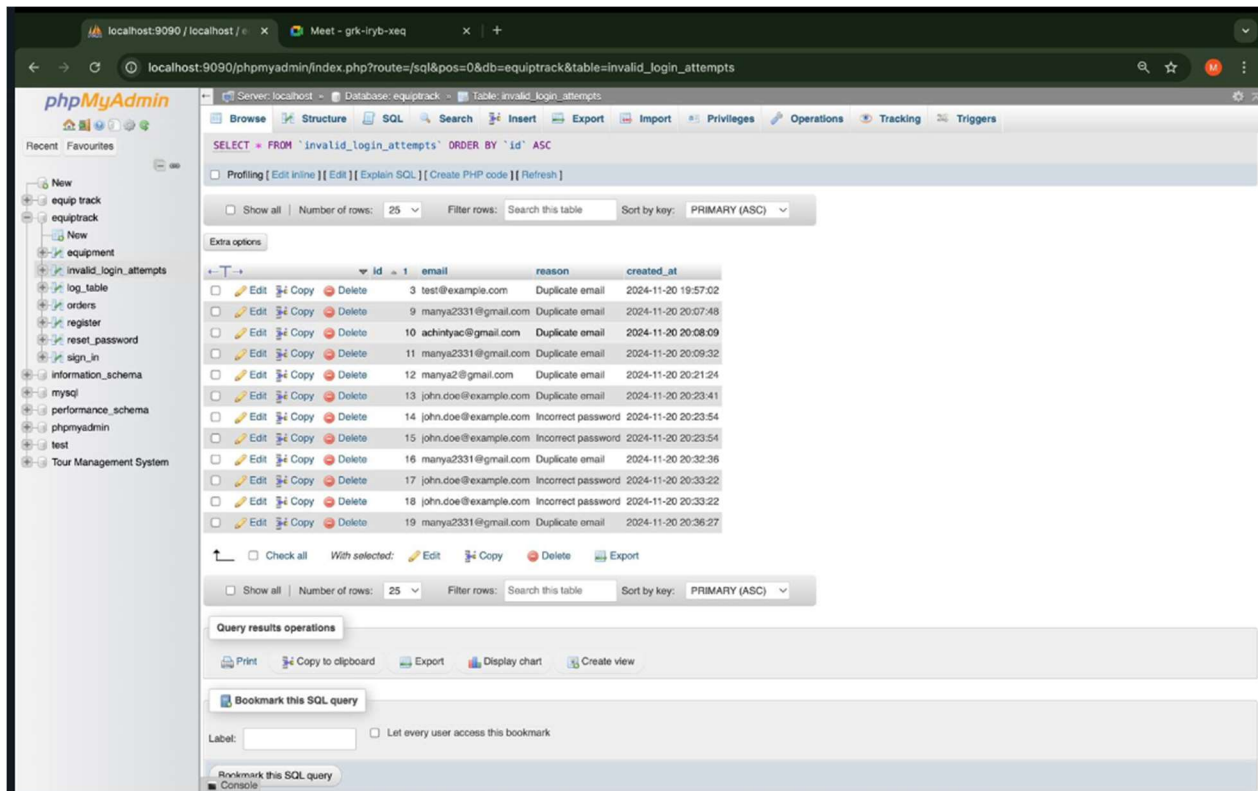 localhost:9090 / localhost / e
Meet - grk-iryb-xeq
localhost:9090/phpmyadmin/index.php?route=/sql&pos=0&db=equiptrack&table=invalid_login_attempts
M
phpMyAdmin
Recent Favourites
New
equip track
equiptrack
New
equipment
invalid_login_attempts
log_table
orders
register
reset_password
sign_in
information_schema
mysql
performance_schema
phpmyadmin
test
Tour Management System
Server: localhost » Database: equiptrack » Table: invalid_login_attempts
Browse Structure SQL Search Insert Export Import Privileges Operations Tracking Triggers
SELECT * FROM `invalid_login_attempts` ORDER BY `id` ASC
Profiling [ Edit inline ] [ Edit ] [ Explain SQL ] [ Create PHP code ] [ Refresh ]
Show all | Number of rows: 25 Filter rows: Search this table Sort by key: PRIMARY (ASC)
Extra options
←T→ id 1 email reason created_at
Edit Copy Delete 3 test@example.com Duplicate email 2024-11-20 19:57:02
Edit Copy Delete 9 manya2331@gmail.com Duplicate email 2024-11-20 20:07:48
Edit Copy Delete 10 achintyac@gmail.com Duplicate email 2024-11-20 20:08:09
Edit Copy Delete 11 manya2331@gmail.com Duplicate email 2024-11-20 20:09:32
Edit Copy Delete 12 manya2@gmail.com Duplicate email 2024-11-20 20:21:24
Edit Copy Delete 13 john.doe@example.com Duplicate email 2024-11-20 20:23:41
Edit Copy Delete 14 john.doe@example.com Incorrect password 2024-11-20 20:23:54
Edit Copy Delete 15 john.doe@example.com Incorrect password 2024-11-20 20:23:54
Edit Copy Delete 16 manya2331@gmail.com Duplicate email 2024-11-20 20:32:36
Edit Copy Delete 17 john.doe@example.com Incorrect password 2024-11-20 20:33:22
Edit Copy Delete 18 john.doe@example.com Incorrect password 2024-11-20 20:33:22
Edit Copy Delete 19 manya2331@gmail.com Duplicate email 2024-11-20 20:36:27
Check all With selected: Edit Copy Delete Export
Show all | Number of rows: 25 Filter rows: Search this table Sort by key: PRIMARY (ASC)
Query results operations
Print Copy to clipboard Export Display chart Create view
Bookmark this SQL query
Label: Let every user access this bookmark
Bookmark this SQL query
Console